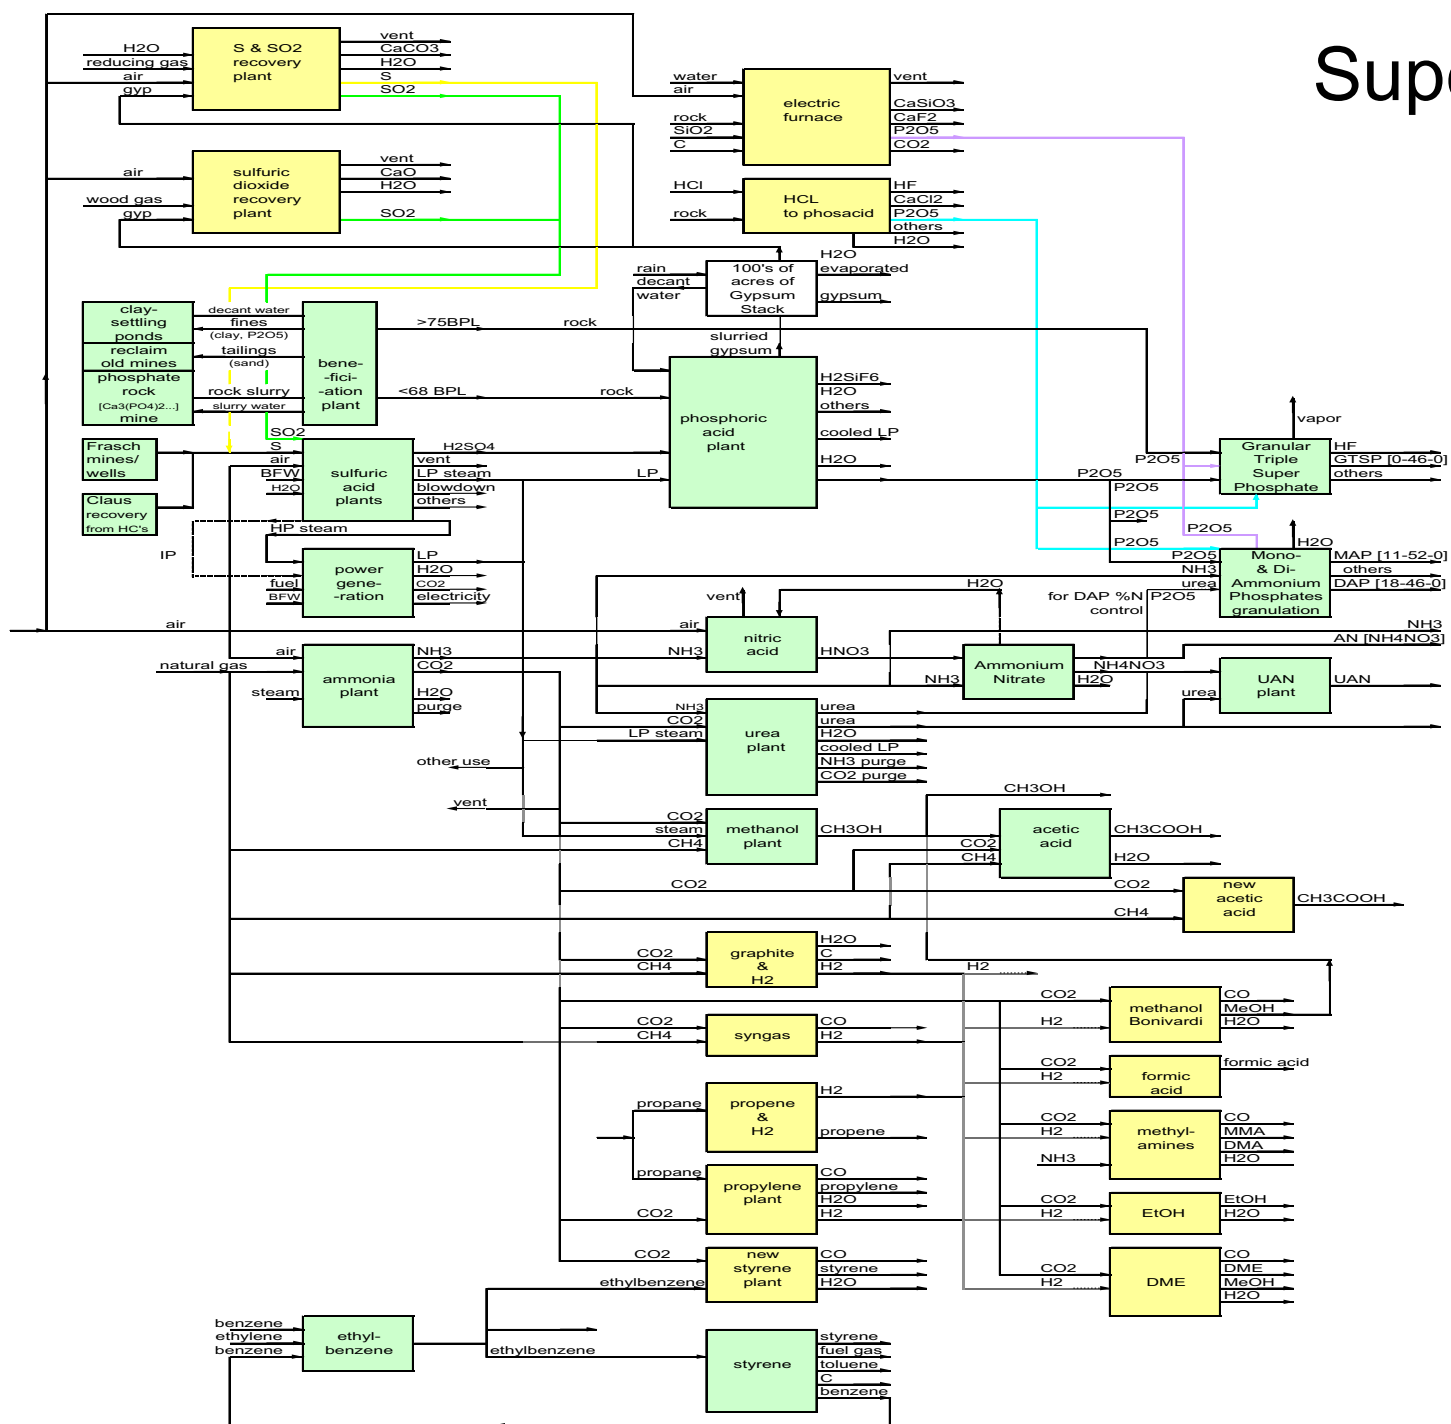 Supe
H2O
reducing gas
air
gyp
S & SO2
recovery
plant
vent
CaCO3
H2O
S
SO2
water
air
rock
SiO2
C
electric
furnace
vent
CaSiO3
CaF2
P2O5
CO2
air
wood gas
gyp
sulfuric
dioxide
recovery
plant
vent
CaO
H2O
SO2
HCl
rock
HCL
to phosacid
HF
CaCl2
P2O5
others
H2O
rain
decant
water
100's of
acres of
Gypsum
Stack
H2O
evaporated
gypsum
slurried
gypsum
clay-
settling
ponds
reclaim
old mines
phosphate
rock
[Ca3(PO4)2...]
mine
decant water
fines
(clay, P2O5)
tailings
(sand)
rock slurry
slurry water
bene-
-fici-
-ation
plant
>75BPL
rock
<68 BPL
rock
phosphoric
acid
plant
H2SiF6
H2O
others
cooled LP
H2O
Frasch
mines/
wells
Claus
recovery
from HC's
SO2
S
air
BFW
H2O
sulfuric
acid
plants
H2SO4
vent
LP steam
blowdown
others
LP
HP steam
IP
fuel
BFW
power
gene-
-ration
LP
H2O
CO2
electricity
P2O5
P2O5
P2O5
P2O5
P2O5
P2O5
vapor
Granular
Triple
Super
Phosphate
HF
GTSP [0-46-0]
others
P2O5
NH3
urea
P2O5
for DAP %N
control
H2O
Mono-
& Di-
Ammonium
Phosphates
granulation
MAP [11-52-0]
others
DAP [18-46-0]
air
air
NH3
vent
nitric
acid
HNO3
H2O
NH3
Ammonium
Nitrate
NH3
AN [NH4NO3]
NH4NO3
H2O
urea
UAN
plant
UAN
air
natural gas
steam
ammonia
plant
NH3
CO2
H2O
purge
NH3
CO2
LP steam
urea
plant
urea
urea
H2O
cooled LP
NH3 purge
CO2 purge
other use
vent
CO2
steam
CH4
methanol
plant
CH3OH
CH3OH
CO2
CH4
acetic
acid
CH3COOH
H2O
CO2
CO2
CH4
new
acetic
acid
CH3COOH
CO2
CH4
graphite
&
H2
H2O
C
H2
H2
CO2
H2
methanol
Bonivardi
CO
MeOH
H2O
CO2
CH4
syngas
CO
H2
CO2
H2
formic
acid
formic acid
propane
propene
&
H2
H2
propene
CO2
H2
NH3
methyl-
amines
CO
MMA
DMA
H2O
propane
CO2
propylene
plant
CO
propylene
H2O
H2
CO2
H2
EtOH
EtOH
H2O
CO2
ethylbenzene
new
styrene
plant
CO
styrene
H2O
CO2
H2
DME
CO
DME
MeOH
H2O
benzene
ethylene
benzene
ethyl-
benzene
ethylbenzene
styrene
styrene
fuel gas
toluene
C
benzene